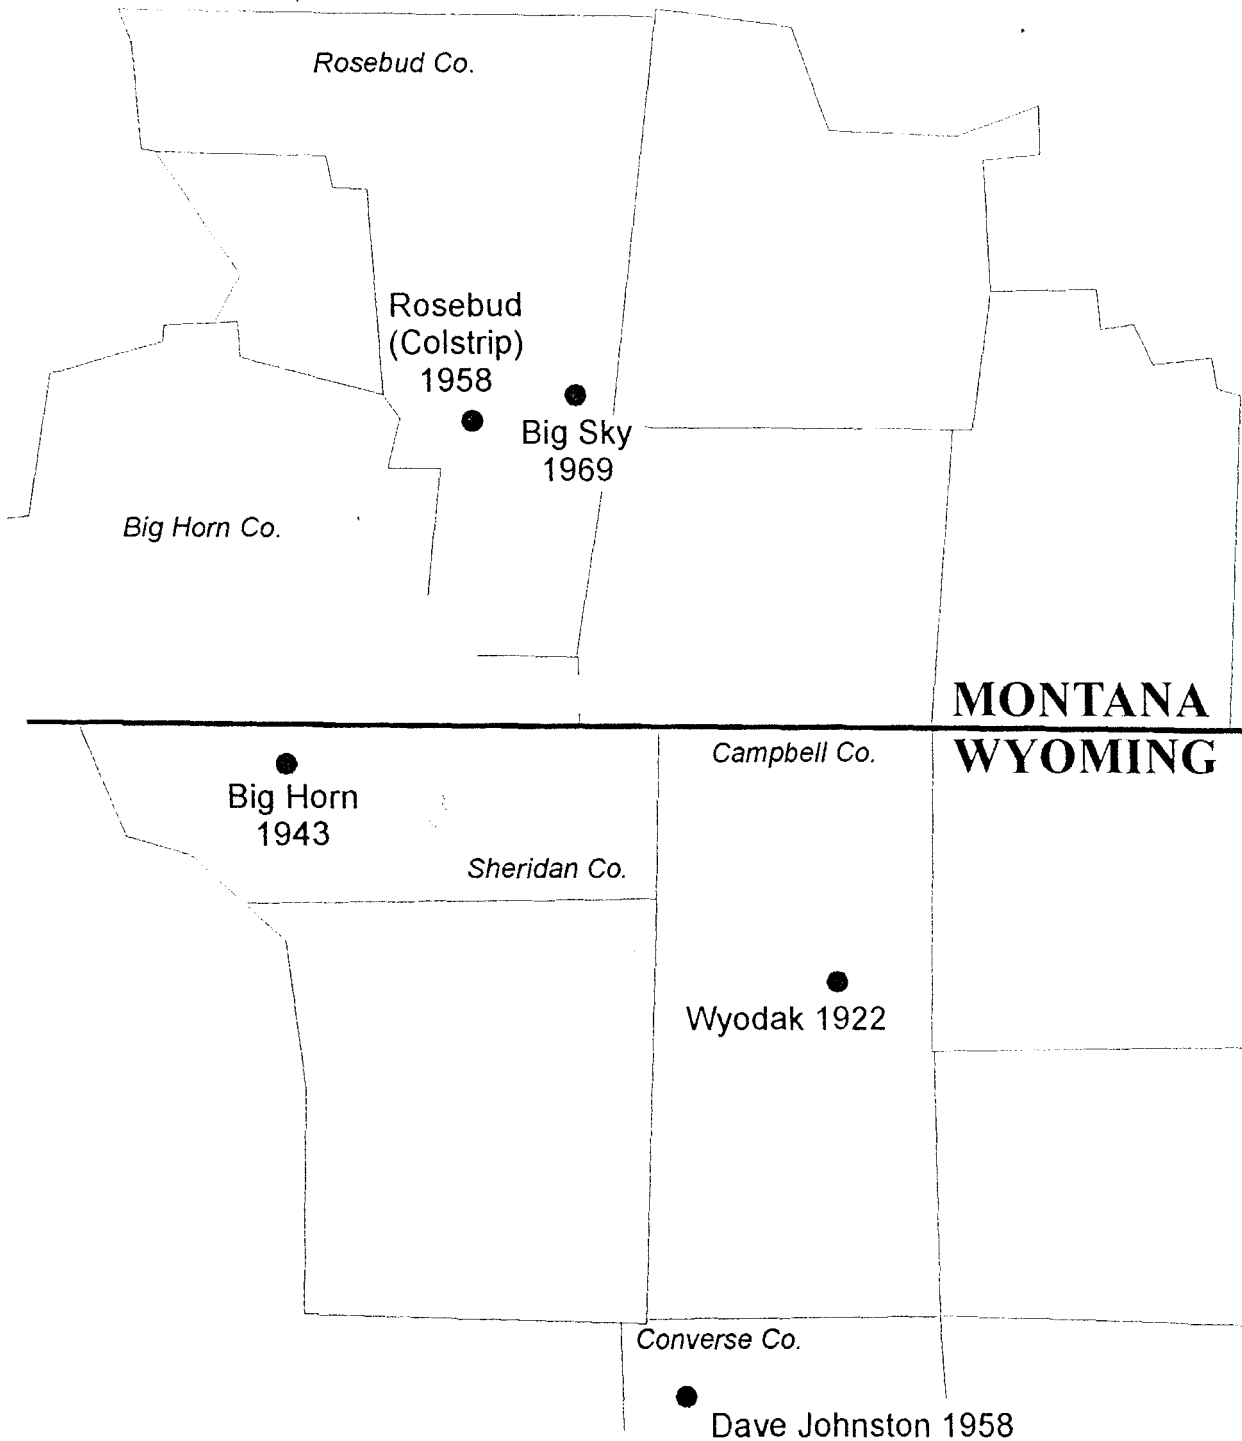 Rosebud Co.
Rosebud
(Colstrip)
1958
Big Sky
1969
Big Horn Co.
MONTANA
WYOMING
Campbell Co.
Big Horn
1943
Sheridan Co.
Wyodak 1922
Converse Co.
Dave Johnston 1958